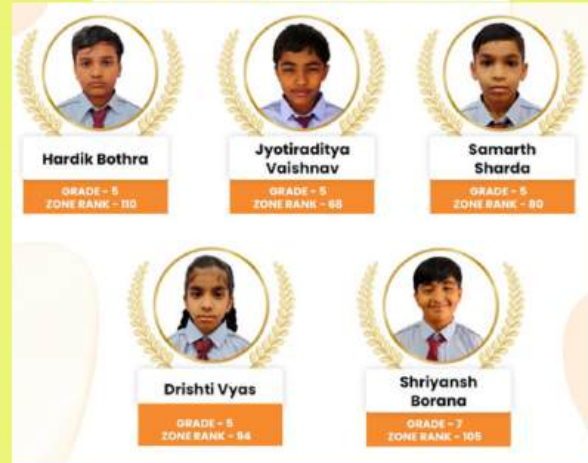 Hardik Bothra
GRADE - 5
ZONE RANK - 110
Jyotiraditya
Vaishnav
GRADE - 5
ZONE RANK - 68
Samarth
Sharda
GRADE - 5
ZONE RANK - 80
Drishti Vyas
GRADE - 5
ZONE RANK - 94
Shriyansh
Borana
GRADE - 7
ZONE RANK - 105